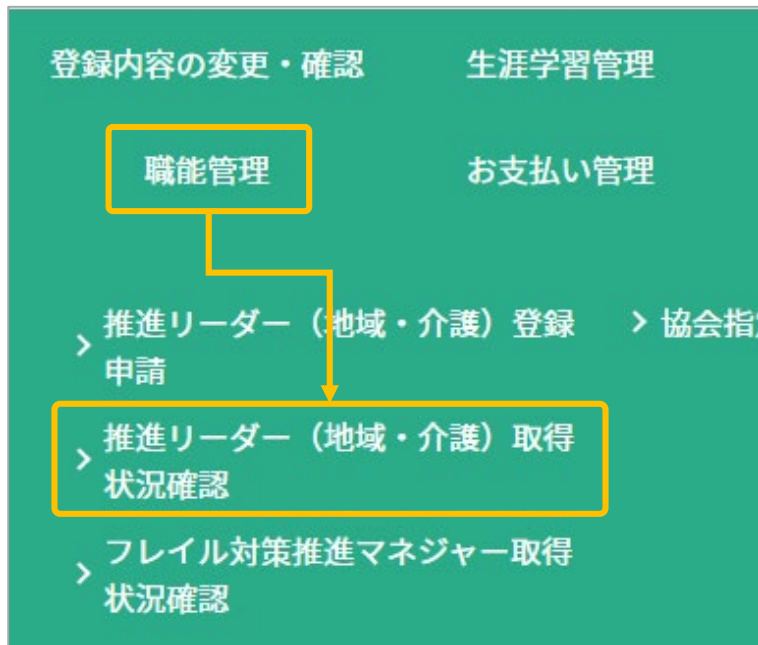 登録内容の変更・確認
生涯学習管理
職能管理
お支払い管理
推進リーダー（地域・介護）登録
申請
協会指
推進リーダー（地域・介護）取得
状況確認
フレイル対策推進マネジャー取得
状況確認